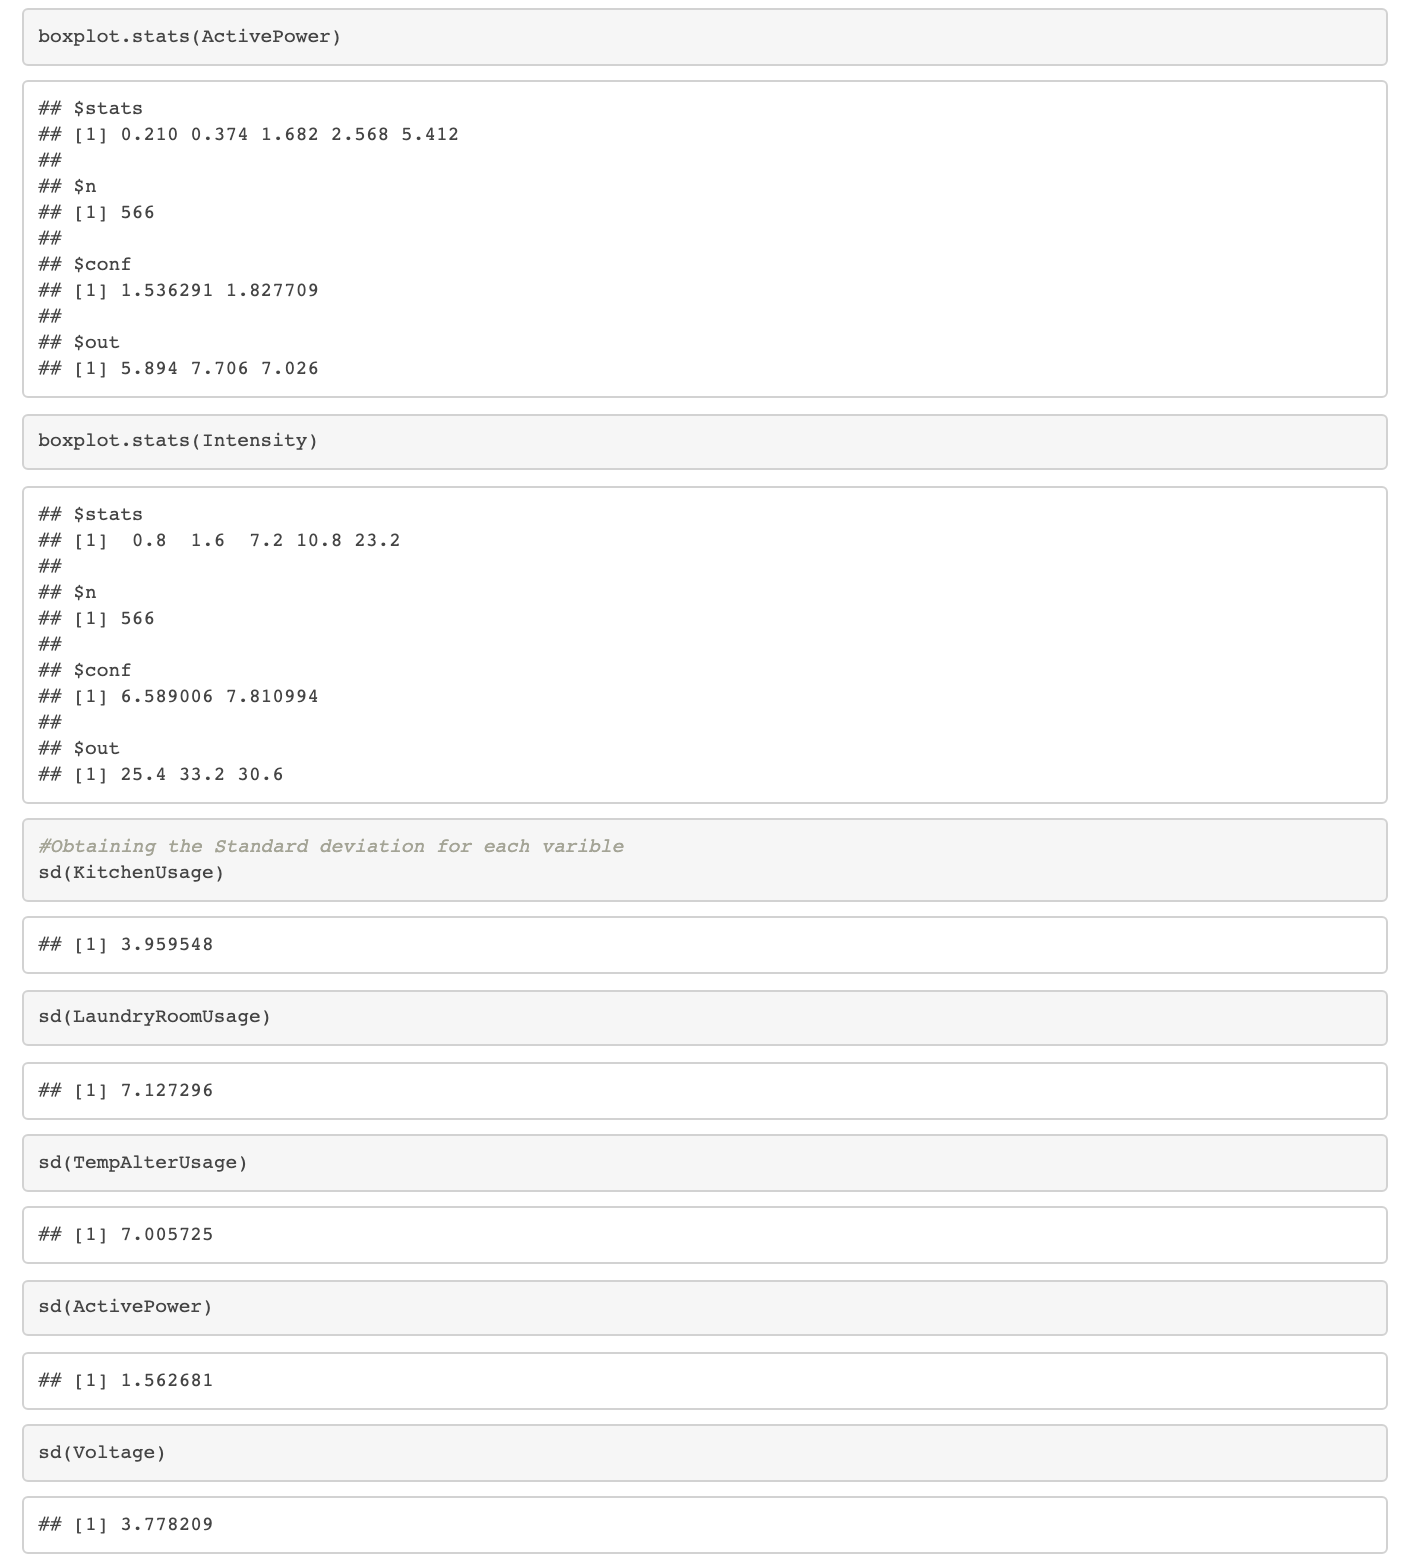 boxplot.stats(ActivePower)
## $stats
## [1] 0.210 0.374 1.682 2.568 5.412
##
## $n
## [1] 566
##
## $conf
## [1] 1.536291 1.827709
##
## $out
## [1] 5.894 7.706 7.026
boxplot.stats(Intensity)
## $stats
## [1]  0.8  1.6  7.2 10.8 23.2
##
## $n
## [1] 566
##
## $conf
## [1] 6.589006 7.810994
##
## $out
## [1] 25.4 33.2 30.6
#Obtaining the Standard deviation for each varible
sd(KitchenUsage)
## [1] 3.959548
sd(LaundryRoomUsage)
## [1] 7.127296
sd(TempAlterUsage)
## [1] 7.005725
sd(ActivePower)
## [1] 1.562681
sd(Voltage)
## [1] 3.778209